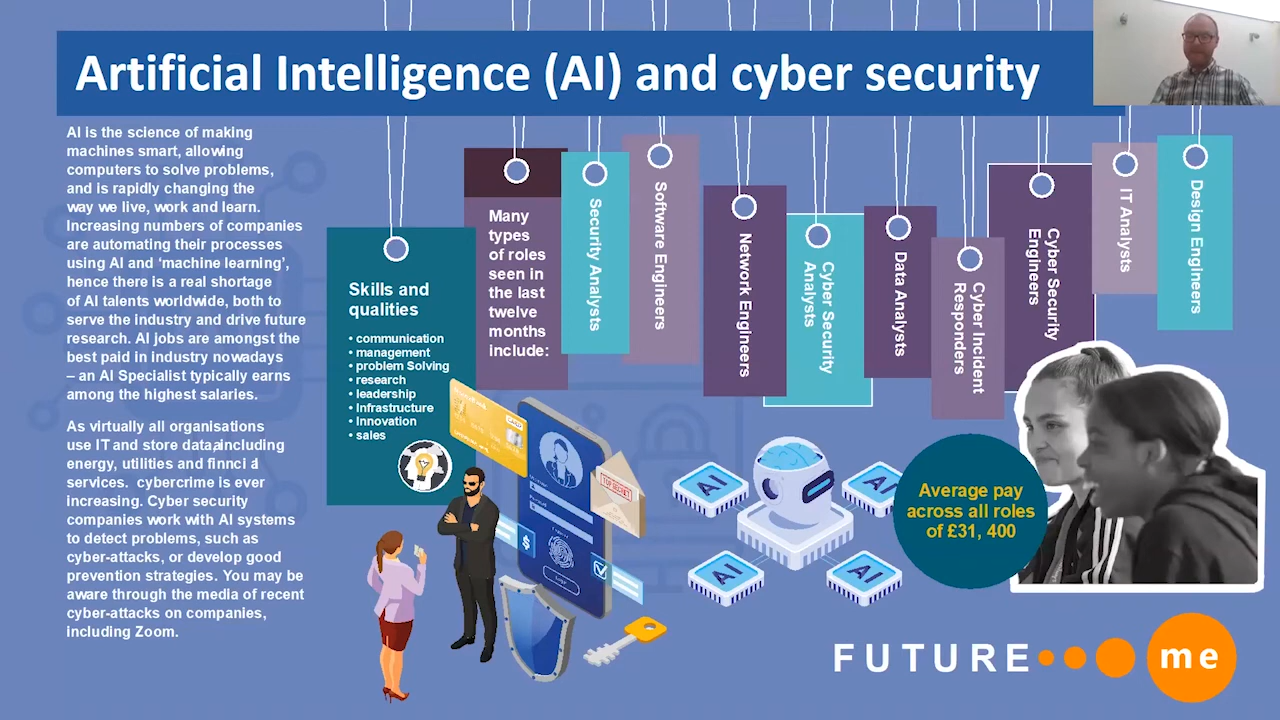 Artificial Intelligence (AI) and cyber security
AI is the science of making
machines smart, allowing
computers to solve problems,
and is rapidly changing the
way we live, work and learn.
Increasing numbers of companies
are automating their processes
using AI and ‘machine learning’,
hence there is a real shortage
of AI talents worldwide, both to
serve the industry and drive future
research. AI jobs are amongst the
best paid in industry nowadays
– an AI Specialist typically earns
among the highest salaries.
As virtually all organisations
use IT and store data,including
energy, utilities and
services. cybercrime is ever
increasing. Cyber security
companies work with AI systems
to detect problems, such as
cyber-attacks, or develop good
prevention strategies. You may be
aware through the media of recent
cyber-attacks on companies,
including Zoom.
Skills and
qualities
• communication
• management
• problem Solving
• research
• leadership
• Infrastructure
• Innovation
• sales
Many
types
of roles
seen in
the last
twelve
months
include:
Security Analysts
Software Engineers
Network Engineers
Cyber Security
Analysts
Data Analysts
Cyber Incident
Responders
Cyber Security
Engineers
IT Analysts
Design Engineers
TOP SECRET
$
AI
AI
AI
AI
Average pay
across all roles
of £31, 400
FUTURE me